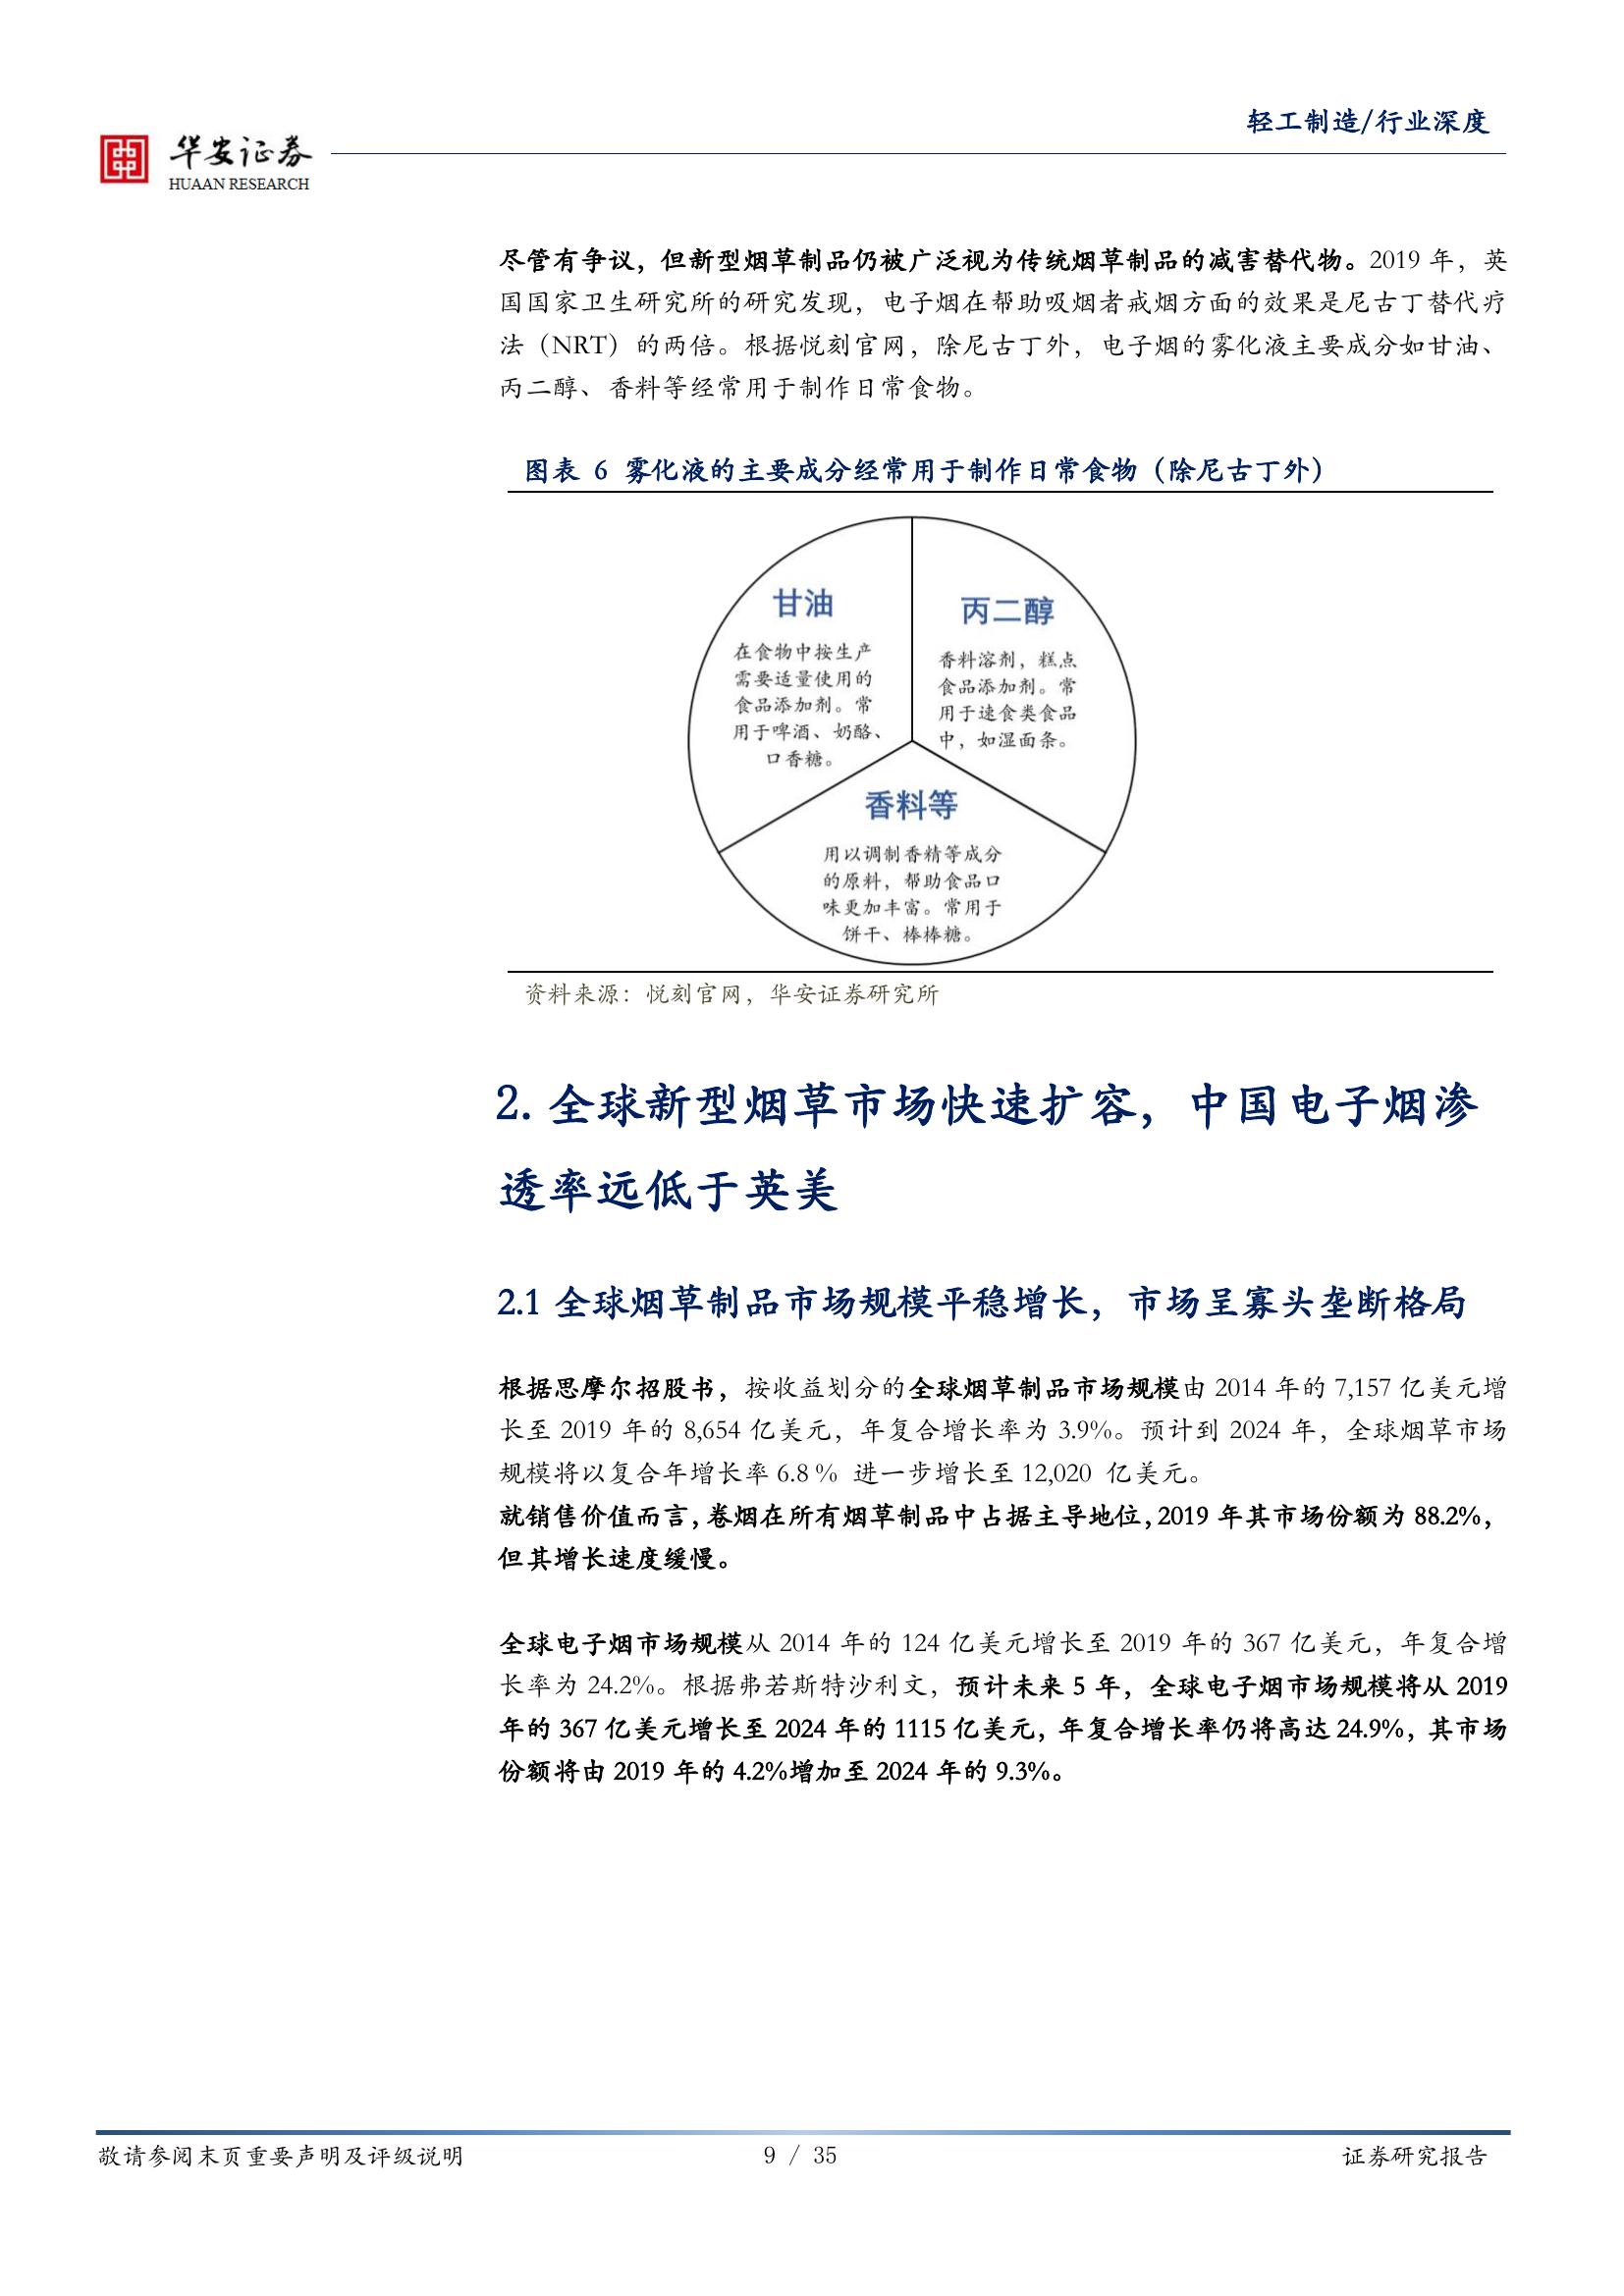 轻工制造/行业深度
华安证券
HUAAN RESEARCH
尽管有争议，但新型烟草制品仍被广泛视为传统烟草制品的减害替代物。2019 年，英
国国家卫生研究所的研究发现，电子烟在帮助吸烟者戒烟方面的效果是尼古丁替代疗
法（NRT）的两倍。根据悦刻官网，除尼古丁外，电子烟的雾化液主要成分如甘油、
丙二醇、香料等经常用于制作日常食物。
图表 6 雾化液的主要成分经常用于制作日常食物（除尼古丁外）
甘油
在食物中按生产
需要适量使用的
食品添加剂。常
用于啤酒、奶酪、
口香糖。
丙二醇
香料溶剂，糕点
食品添加剂。常
用于速食类食品
中，如湿面条。
香料等
用以调制香精等成分
的原料，帮助食品口
味更加丰富。常用于
饼干、棒棒糖。
资料来源：悦刻官网，华安证券研究所
2. 全球新型烟草市场快速扩容，中国电子烟渗
透率远低于英美
2.1 全球烟草制品市场规模平稳增长，市场呈寡头垄断格局
根据思摩尔招股书，按收益划分的全球烟草制品市场规模由 2014 年的 7,157 亿美元增
长至 2019 年的 8,654 亿美元，年复合增长率为 3.9%。预计到 2024 年，全球烟草市场
规模将以复合年增长率 6.8 % 进一步增长至 12,020 亿美元。
就销售价值而言，卷烟在所有烟草制品中占据主导地位，2019 年其市场份额为 88.2%，
但其增长速度缓慢。
全球电子烟市场规模从 2014 年的 124 亿美元增长至 2019 年的 367 亿美元，年复合增
长率为 24.2%。根据弗若斯特沙利文，预计未来 5 年，全球电子烟市场规模将从 2019
年的 367 亿美元增长至 2024 年的 1115 亿美元，年复合增长率仍将高达 24.9%，其市场
份额将由 2019 年的 4.2%增加至 2024 年的 9.3%。
敬请参阅末页重要声明及评级说明
9 / 35
证券研究报告